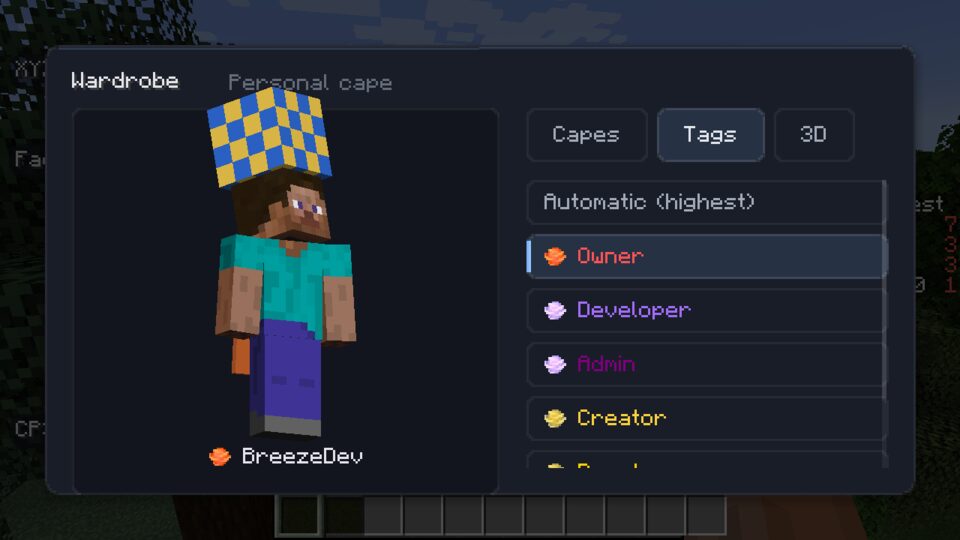 Wardrobe
Personal cape
Capes
Tags
3D
Automatic (highest)
Owner
Developer
Admin
Creator
BreezeDev